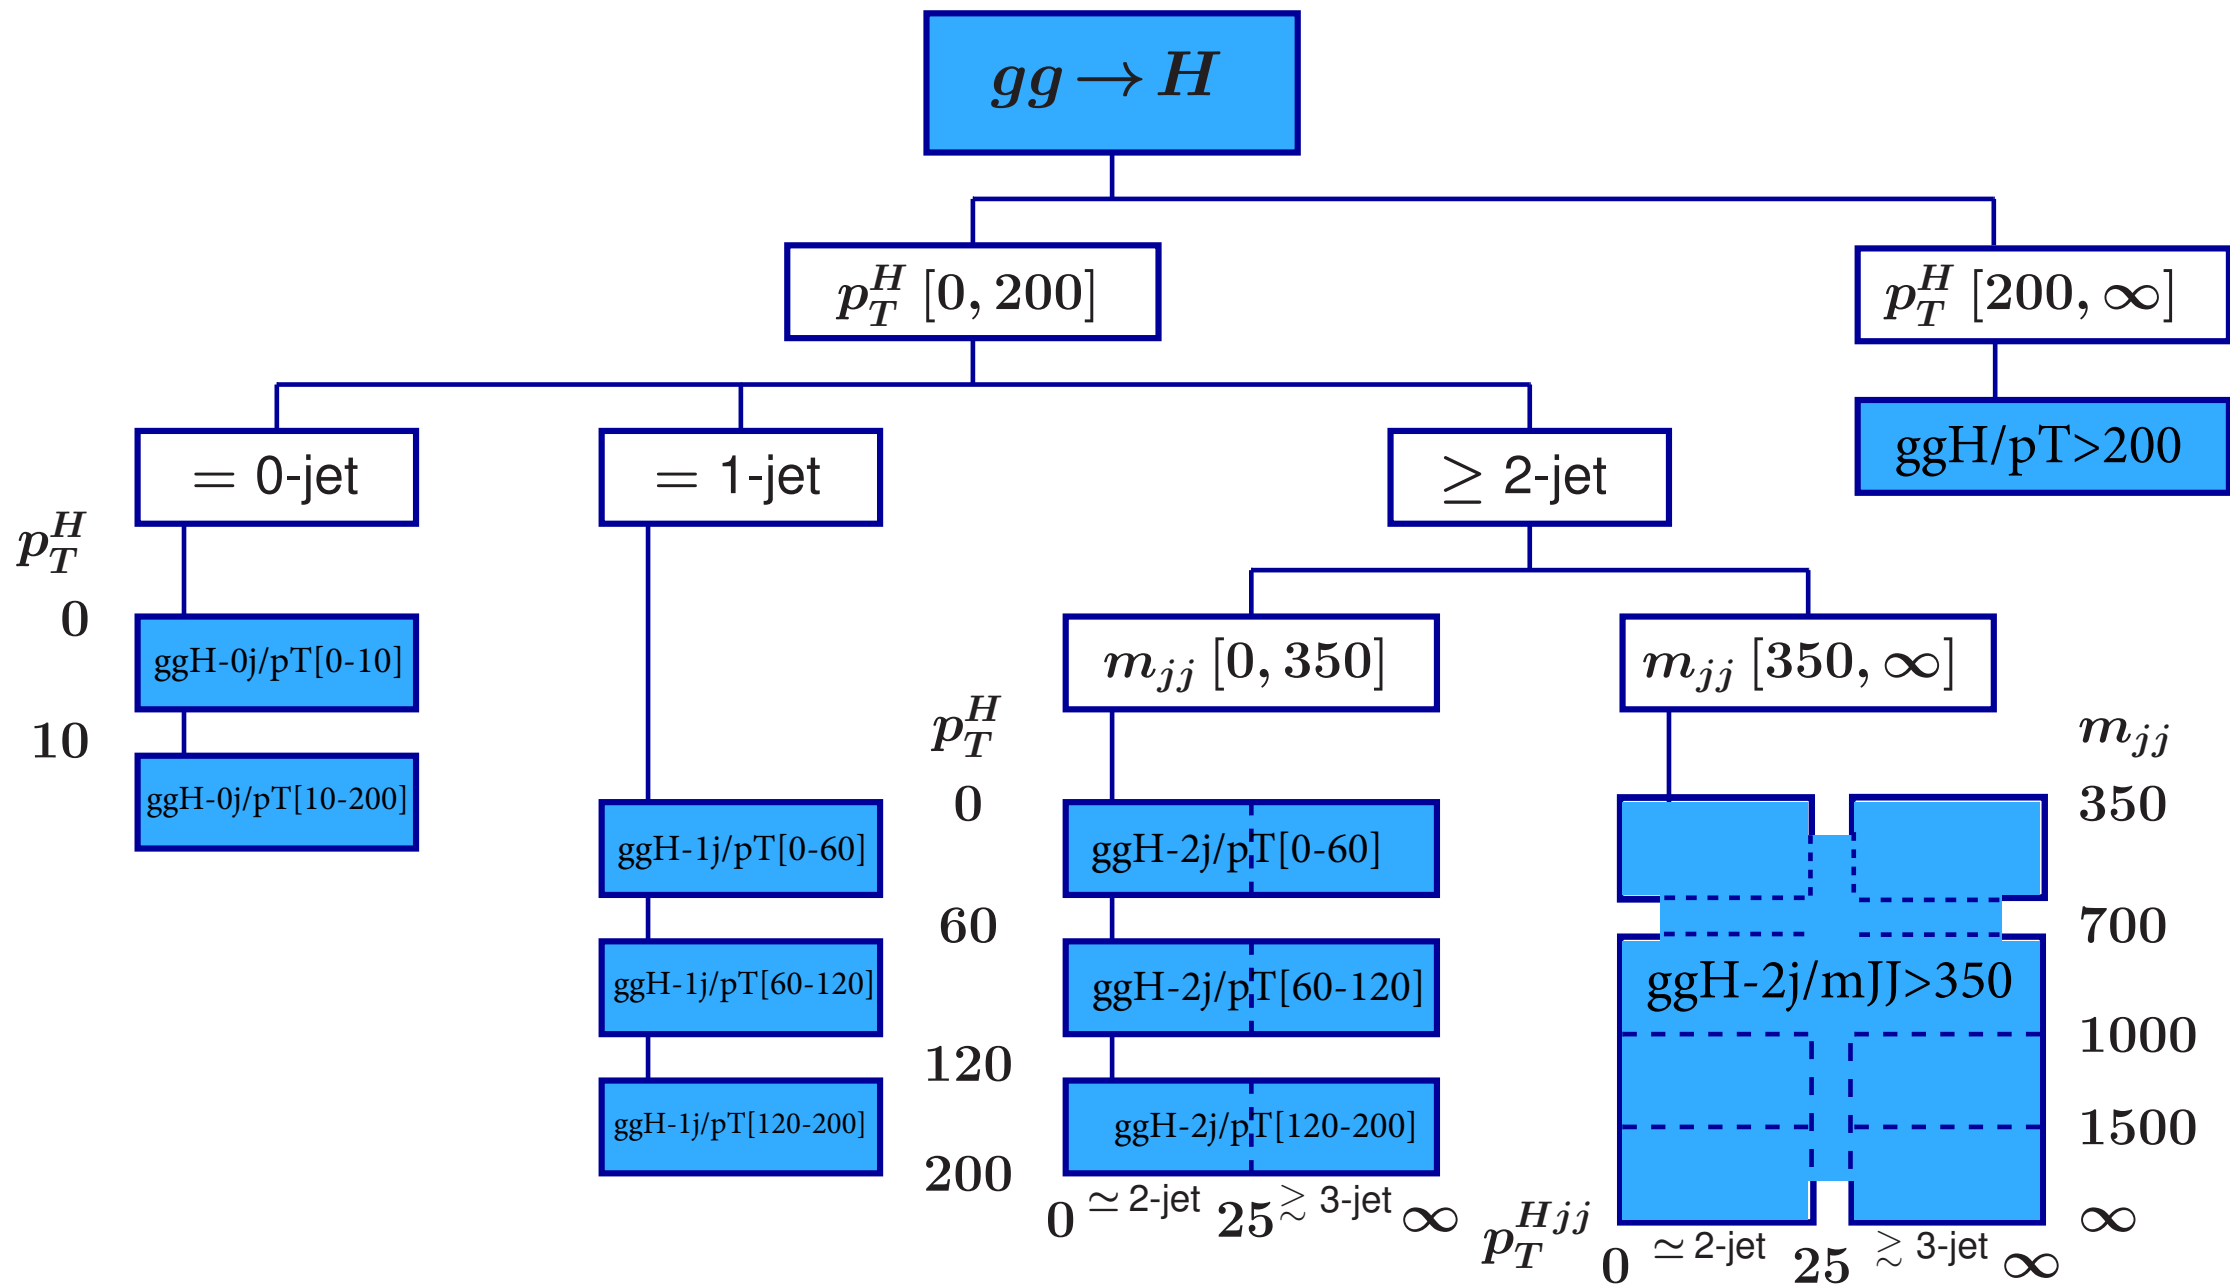 gg → H
p_T^H [0, 200]
p_T^H [200, ∞]
ggH/pT>200
= 0-jet
= 1-jet
≥ 2-jet
p_T^H
0
ggH-0j/pT[0-10]
10
ggH-0j/pT[10-200]
ggH-1j/pT[0-60]
ggH-1j/pT[60-120]
ggH-1j/pT[120-200]
m_jj [0, 350]
m_jj [350, ∞]
p_T^H
0
ggH-2j/pT[0-60]
60
ggH-2j/pT[60-120]
120
ggH-2j/pT[120-200]
200
0 ≃ 2-jet 25 ≳ 3-jet ∞
m_jj
350
700
ggH-2j/mJJ>350
1000
1500
∞
p_T^Hjj 0 ≃ 2-jet 25 ≳ 3-jet ∞